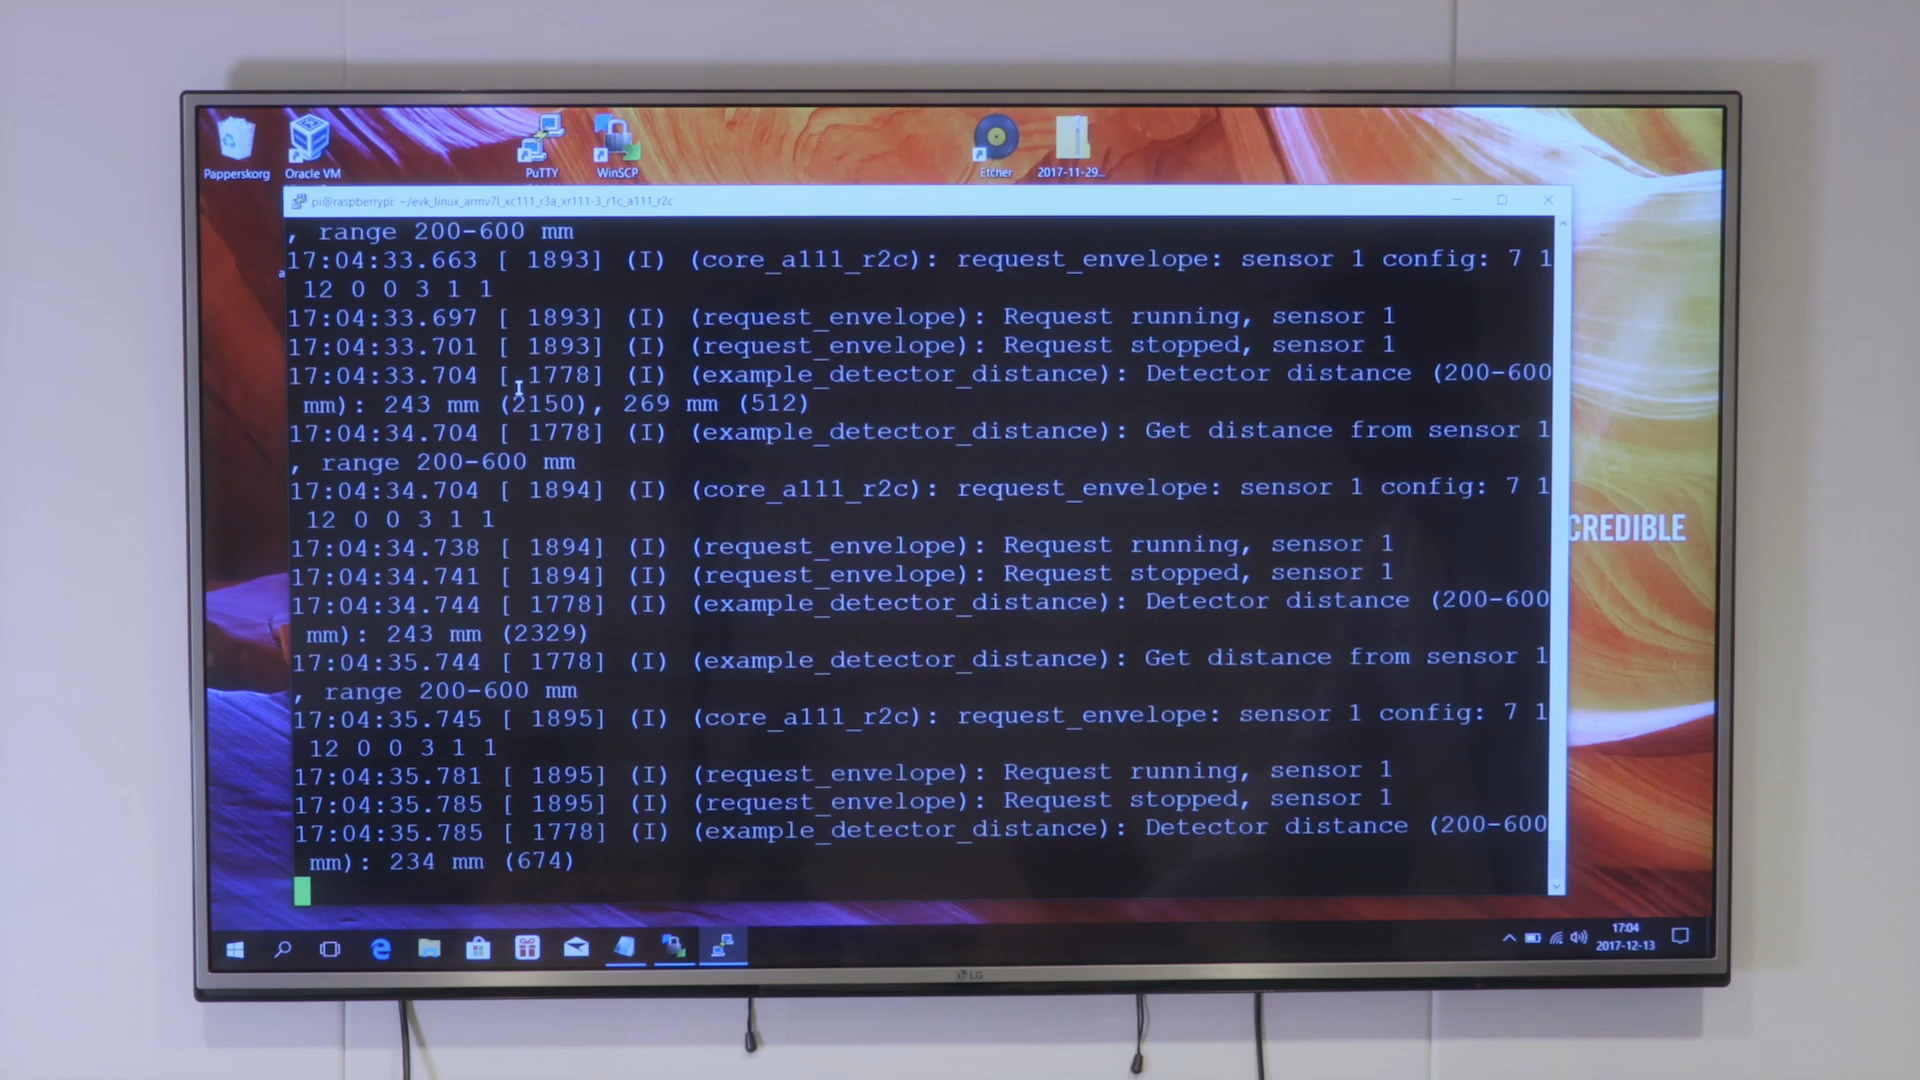 Papperskorg
Oracle VM
PuTTY
WinSCP
Etcher
2017-11-29...
pi@raspberrypi: ~/evk_linux_armv7l_xc111_r3a_xr111-3_r1c_a111_r2c
, range 200-600 mm
17:04:33.663 [ 1893] (I) (core_a111_r2c): request_envelope: sensor 1 config: 7 1
12 0 0 3 1 1
17:04:33.697 [ 1893] (I) (request_envelope): Request running, sensor 1
17:04:33.701 [ 1893] (I) (request_envelope): Request stopped, sensor 1
17:04:33.704 [ 1778] (I) (example_detector_distance): Detector distance (200-600
mm): 243 mm (2150), 269 mm (512)
17:04:34.704 [ 1778] (I) (example_detector_distance): Get distance from sensor 1
, range 200-600 mm
17:04:34.704 [ 1894] (I) (core_a111_r2c): request_envelope: sensor 1 config: 7 1
12 0 0 3 1 1
17:04:34.738 [ 1894] (I) (request_envelope): Request running, sensor 1
17:04:34.741 [ 1894] (I) (request_envelope): Request stopped, sensor 1
17:04:34.744 [ 1778] (I) (example_detector_distance): Detector distance (200-600
mm): 243 mm (2329)
17:04:35.744 [ 1778] (I) (example_detector_distance): Get distance from sensor 1
, range 200-600 mm
17:04:35.745 [ 1895] (I) (core_a111_r2c): request_envelope: sensor 1 config: 7 1
12 0 0 3 1 1
17:04:35.781 [ 1895] (I) (request_envelope): Request running, sensor 1
17:04:35.785 [ 1895] (I) (request_envelope): Request stopped, sensor 1
17:04:35.785 [ 1778] (I) (example_detector_distance): Detector distance (200-600
mm): 234 mm (674)
CREDIBLE
17:04
2017-12-13
LG